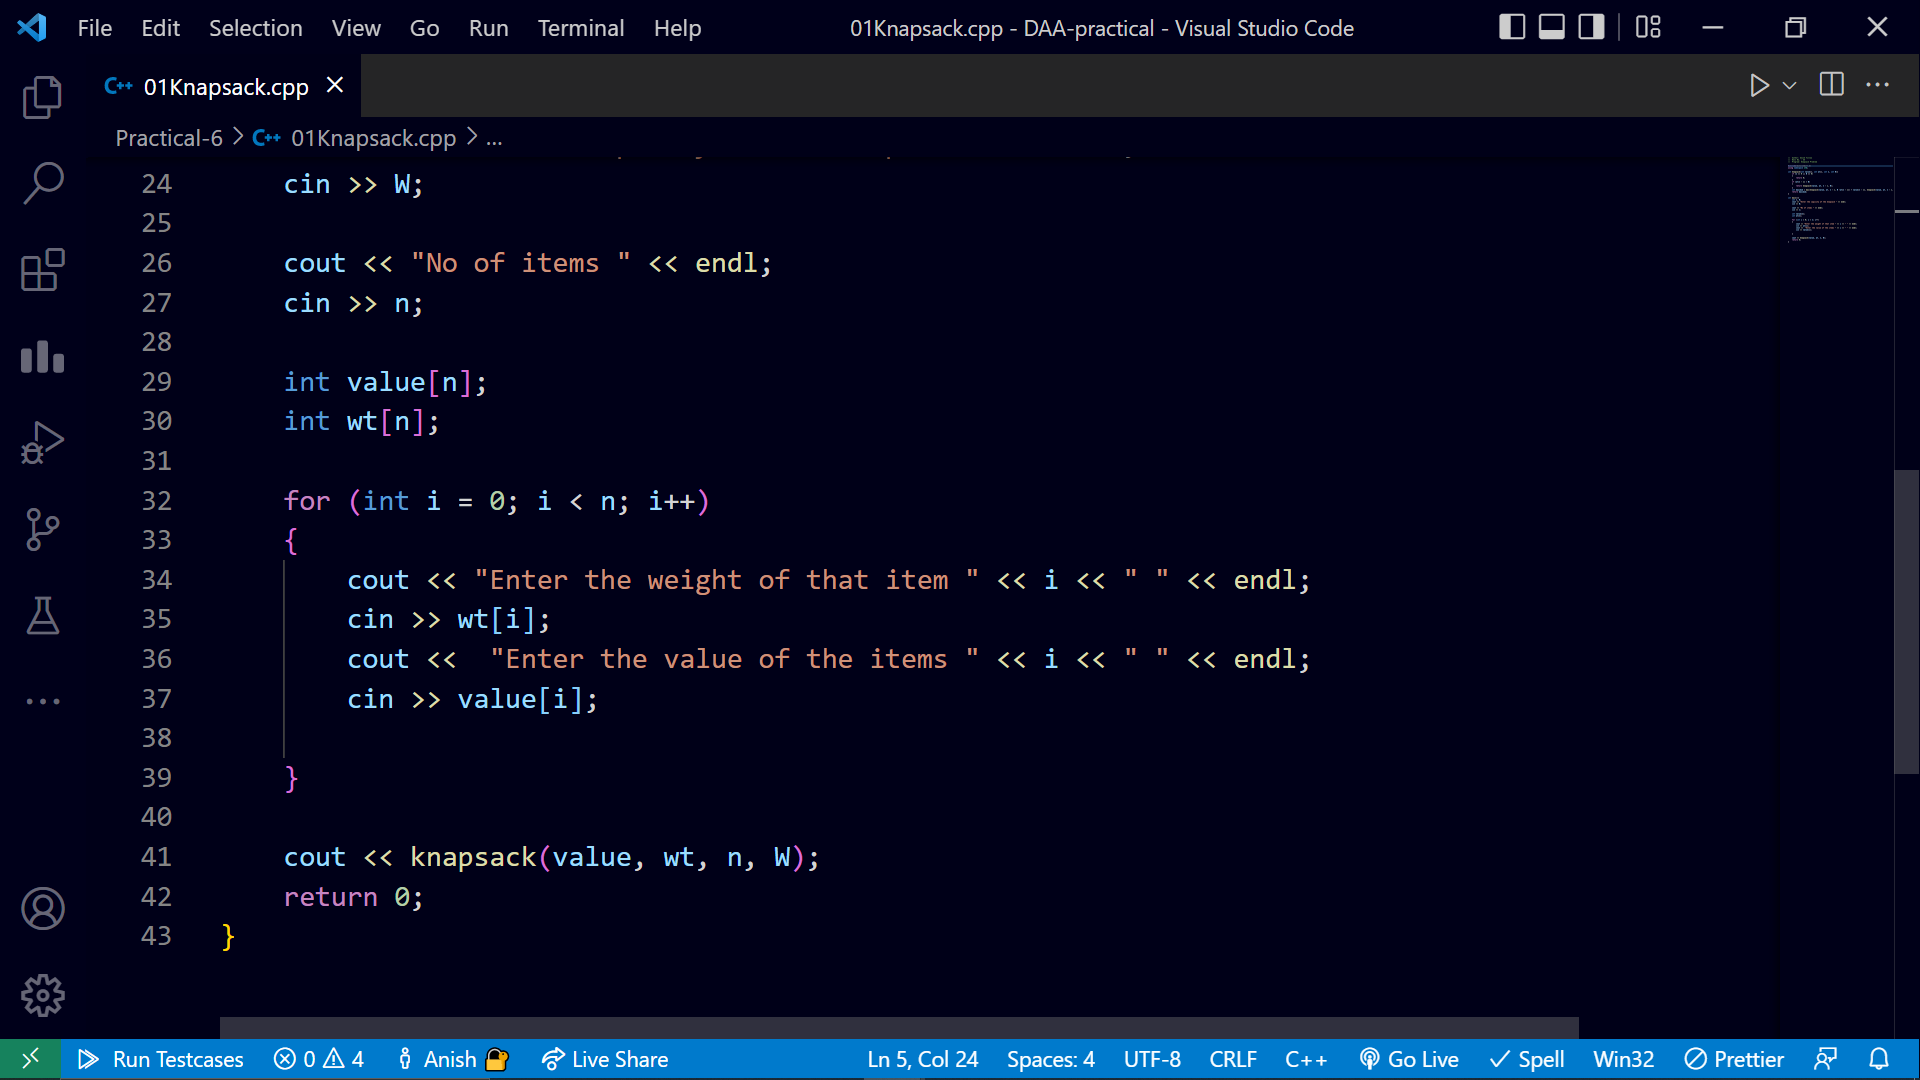 File Edit Selection View Go Run Terminal Help 01Knapsack.cpp - DAA-practical - Visual Studio Code
C++ 01Knapsack.cpp
Practical-6 > C++ 01Knapsack.cpp > ...
24 cin >> W;
25
26 cout << "No of items " << endl;
27 cin >> n;
28
29 int value[n];
30 int wt[n];
31
32 for (int i = 0; i < n; i++)
33 {
34 cout << "Enter the weight of that item " << i << " " << endl;
35 cin >> wt[i];
36 cout <<  "Enter the value of the items " << i << " " << endl;
37 cin >> value[i];
38
39 }
40
41 cout << knapsack(value, wt, n, W);
42 return 0;
43 }
Run Testcases 0 4 Anish Live Share Ln 5, Col 24 Spaces: 4 UTF-8 CRLF C++ Go Live Spell Win32 Prettier